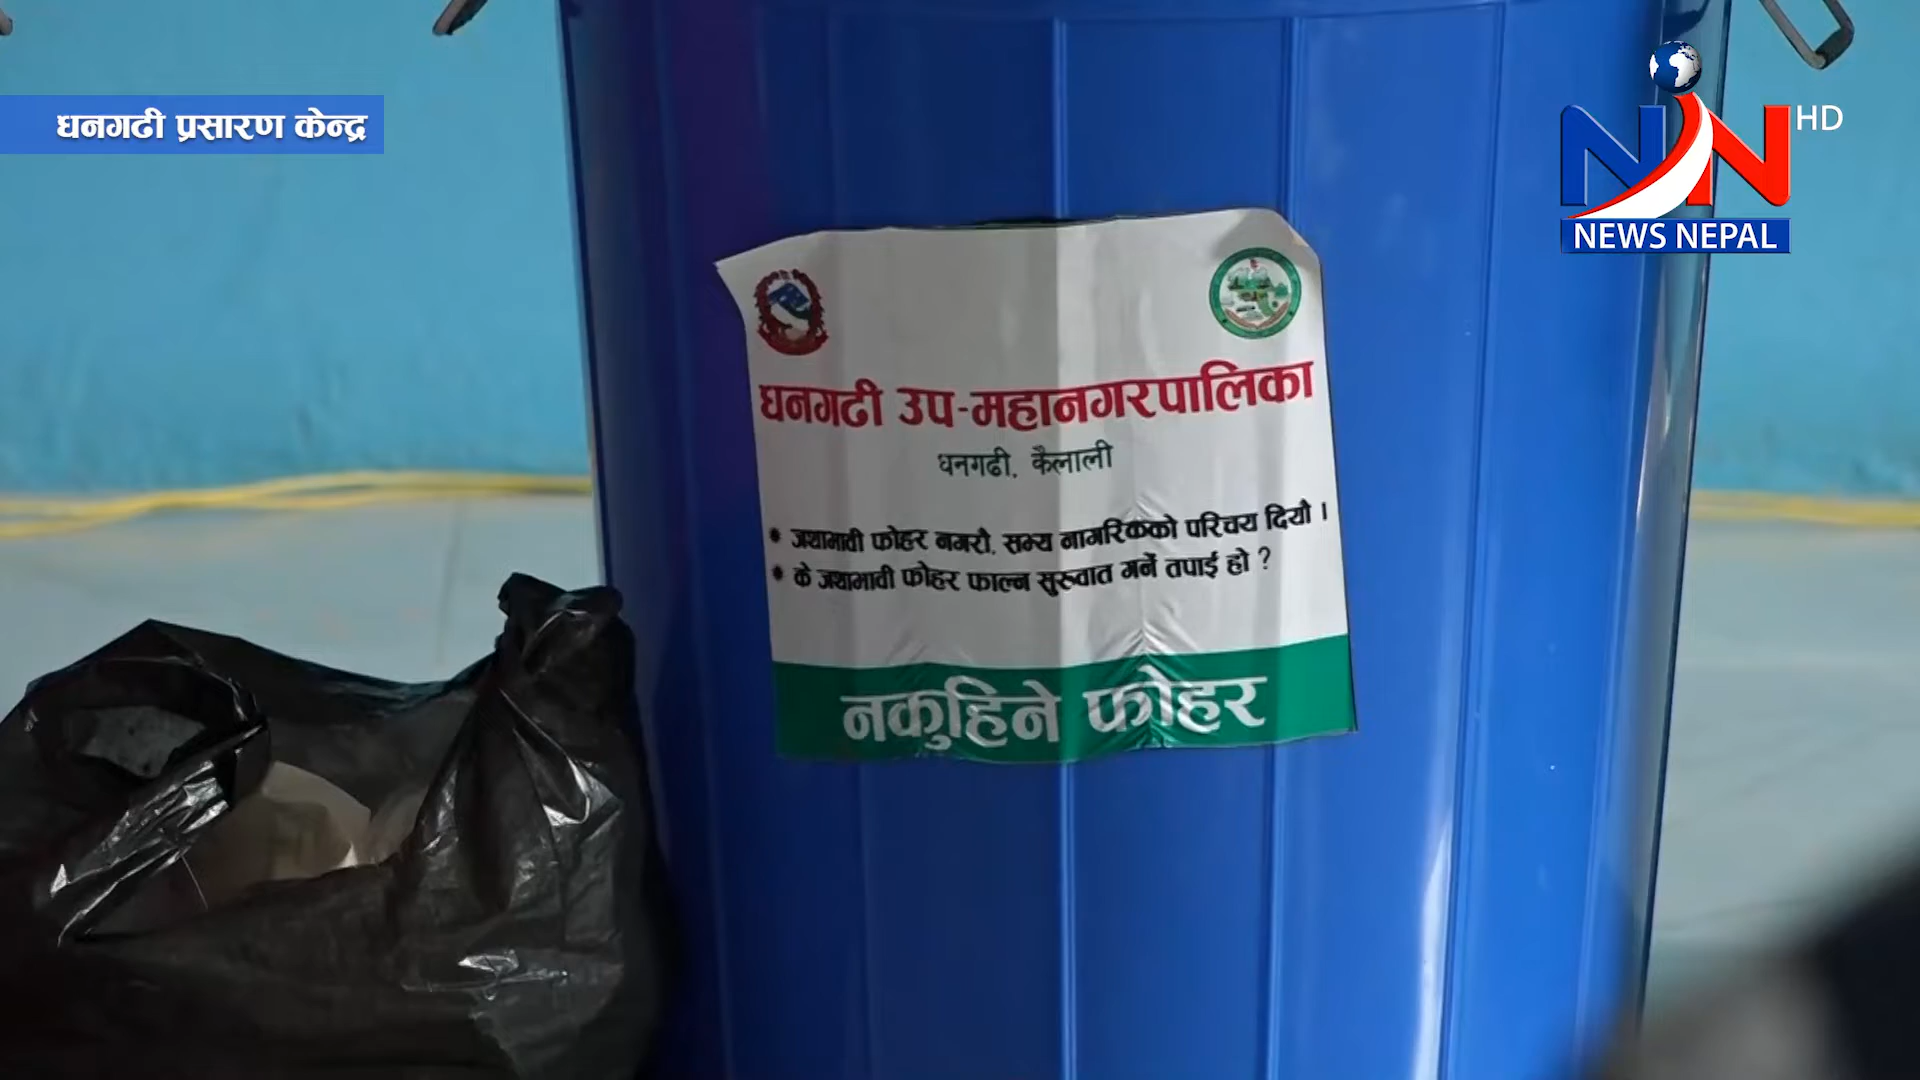 धनगढी प्रसारण केन्द्र
NN HD
NEWS NEPAL
धनगढी उप-महानगरपालिका
धनगढी, कैलाली
* जथाभावी फोहर नगरौ, सभ्य नागरिकको परिचय दियौ ।
* के जथाभावी फोहर फाल्न सुरुवात गर्ने तपाई हो ?
नकुहिने फोहर